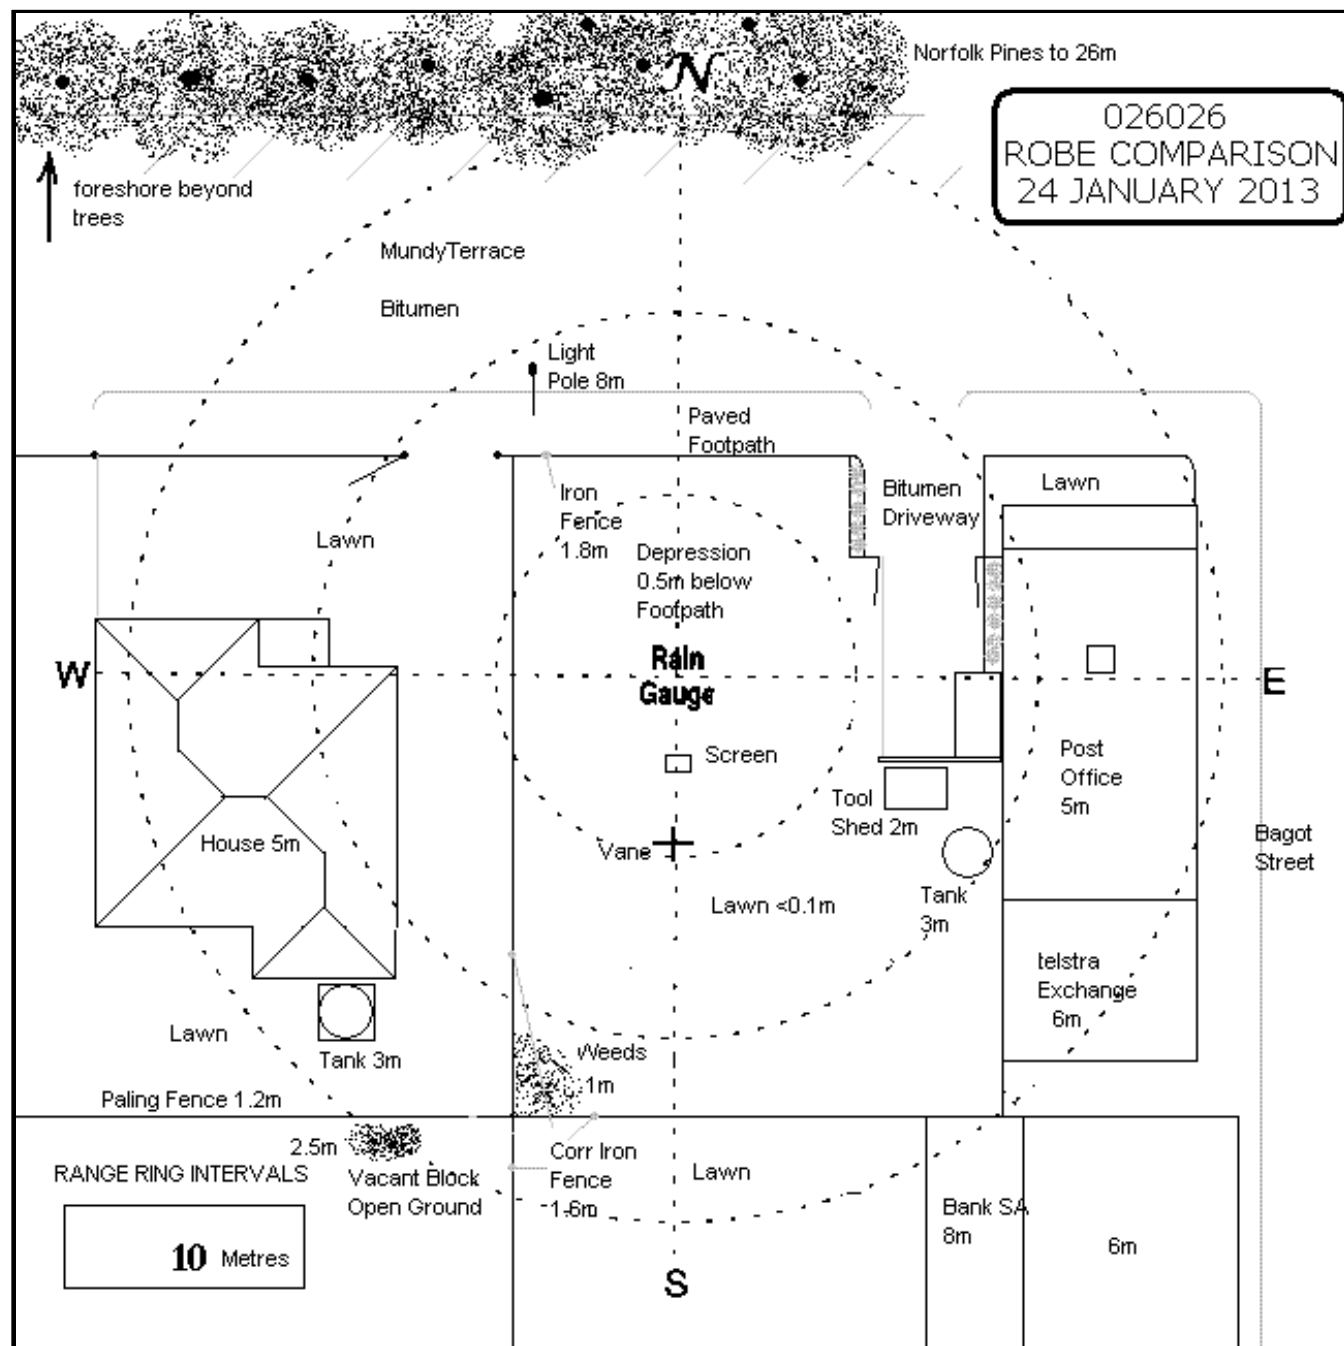 N
Norfolk Pines to 26m
026026
ROBE COMPARISON
24 JANUARY 2013
foreshore beyond
trees
MundyTerrace
Bitumen
Light
Pole 8m
Paved
Footpath
Iron
Fence
1.8m
Bitumen
Driveway
Lawn
Lawn
Depression
0.5m below
Footpath
W
Rain
Gauge
E
Screen
Post
Office
5m
Tool
Shed 2m
House 5m
Vane
Bagot
Street
Lawn <0.1m
Tank
3m
telstra
Exchange
6m
Lawn
Tank 3m
Weeds
1m
Paling Fence 1.2m
2.5m
Vacant Block
Open Ground
Corr Iron
Fence
1.6m
Lawn
RANGE RING INTERVALS
10 Metres
Bank SA
8m
6m
S